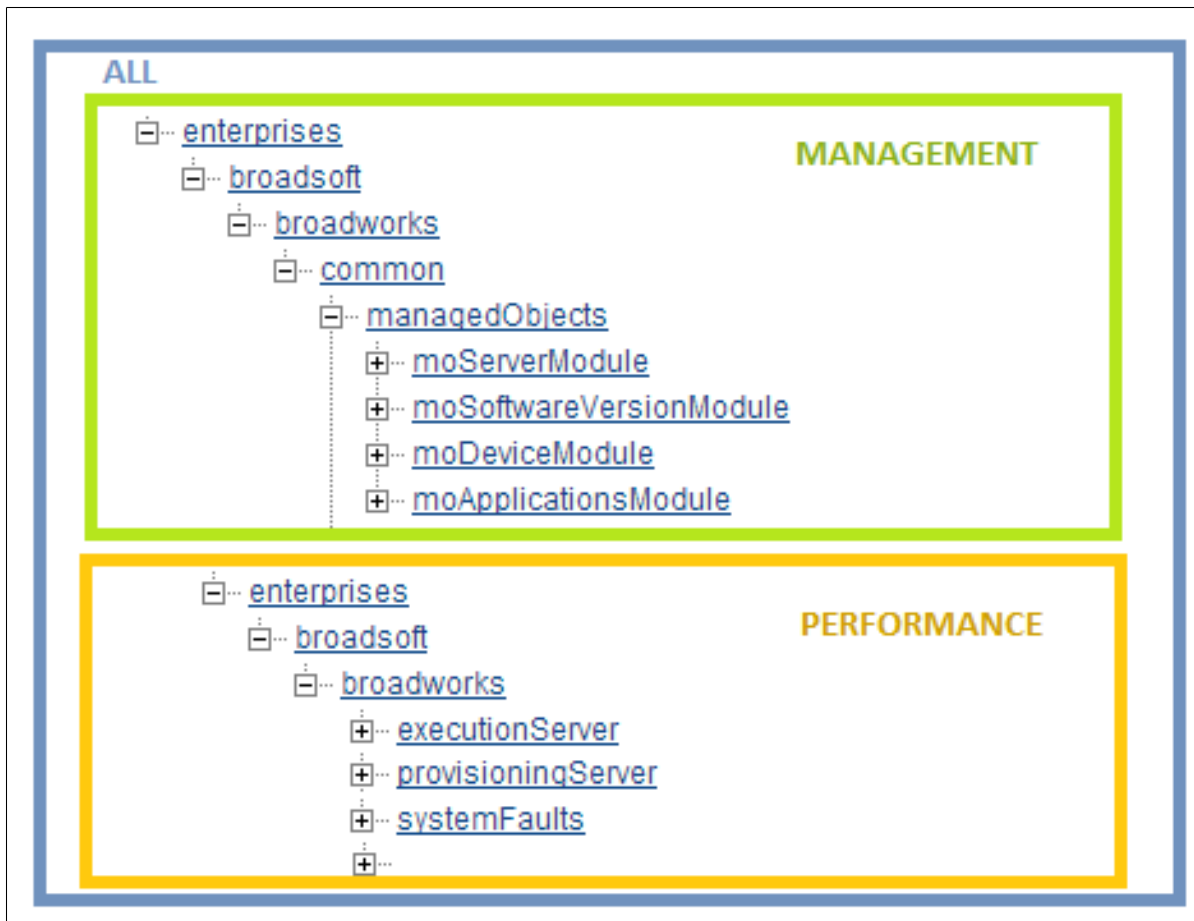 ALL
enterprises
MANAGEMENT
broadsoft
broadworks
common
managedObjects
moServerModule
moSoftwareVersionModule
moDeviceModule
moApplicationsModule
enterprises
PERFORMANCE
broadsoft
broadworks
executionServer
provisioningServer
systemFaults